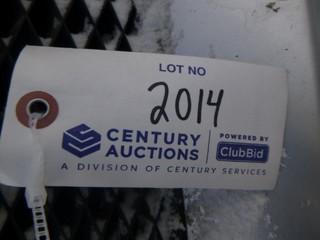 LOT NO
2014
CENTURY AUCTIONS
POWERED BY
ClubBid
A DIVISION OF CENTURY SERVICES